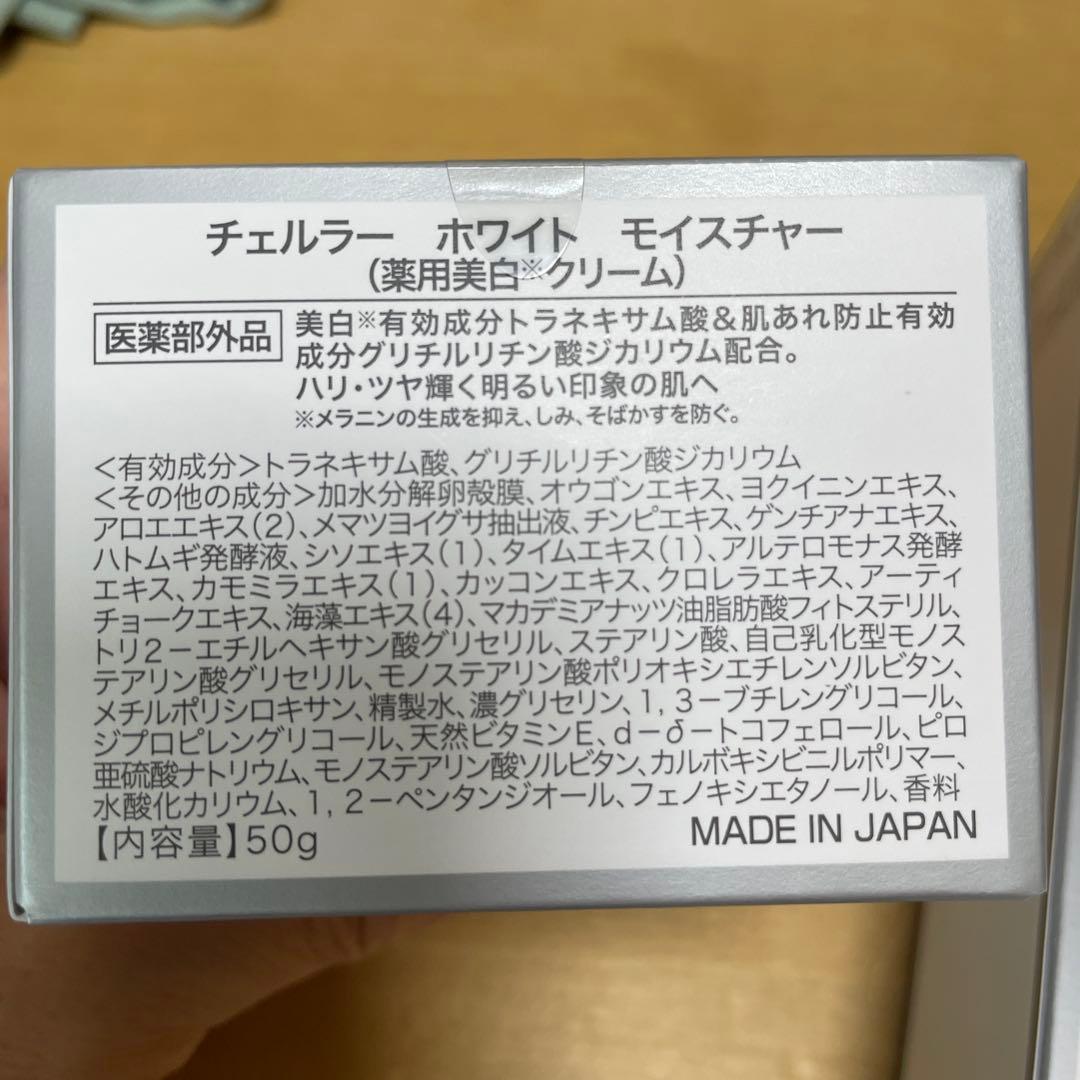 チェルラー　ホワイト　モイスチャー
（薬用美白※クリーム）
医薬部外品
美白※有効成分トラネキサム酸＆肌あれ防止有効
成分グリチルリチン酸ジカリウム配合。
ハリ・ツヤ輝く明るい印象の肌へ
※メラニンの生成を抑え、しみ、そばかすを防ぐ。
＜有効成分＞トラネキサム酸、グリチルリチン酸ジカリウム
＜その他の成分＞加水分解卵殻膜、オウゴンエキス、ヨクイニンエキス、
アロエエキス（2）、メマツヨイグサ抽出液、チンピエキス、ゲンチアナエキス、
ハトムギ発酵液、シソエキス（1）、タイムエキス（1）、アルテロモナス発酵
エキス、カモミラエキス（1）、カッコンエキス、クロレラエキス、アーティ
チョークエキス、海藻エキス（4）、マカデミアナッツ油脂肪酸フィトステリル、
トリ2－エチルヘキサン酸グリセリル、ステアリン酸、自己乳化型モノス
テアリン酸グリセリル、モノステアリン酸ポリオキシエチレンソルビタン、
メチルポリシロキサン、精製水、濃グリセリン、1，3－ブチレングリコール、
ジプロピレングリコール、天然ビタミンE、d－δ－トコフェロール、ピロ
亜硫酸ナトリウム、モノステアリン酸ソルビタン、カルボキシビニルポリマー、
水酸化カリウム、1，2－ペンタンジオール、フェノキシエタノール、香料
【内容量】50g
MADE IN JAPAN